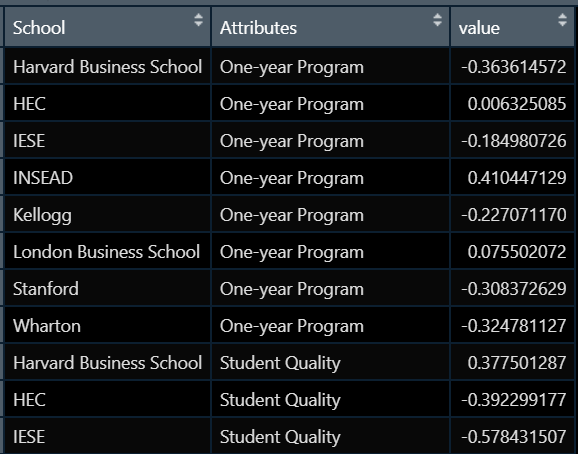 School Attributes value
Harvard Business School One-year Program -0.363614572
HEC One-year Program 0.006325085
IESE One-year Program -0.184980726
INSEAD One-year Program 0.410447129
Kellogg One-year Program -0.227071170
London Business School One-year Program 0.075502072
Stanford One-year Program -0.308372629
Wharton One-year Program -0.324781127
Harvard Business School Student Quality 0.377501287
HEC Student Quality -0.392299177
IESE Student Quality -0.578431507